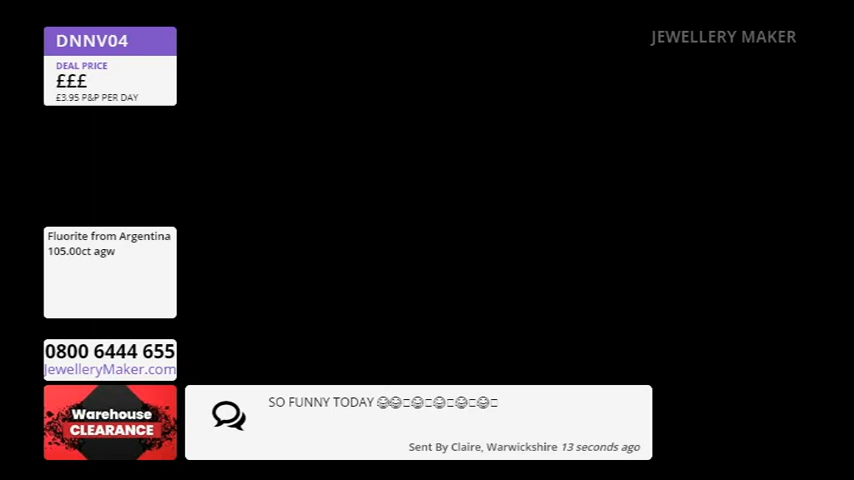 DNNV04
DEAL PRICE
£££
£3.95 P&P PER DAY
JEWELLERY MAKER
Fluorite from Argentina
105.00ct agw
0800 6444 655
JewelleryMaker.com
Warehouse
CLEARANCE
SO FUNNY TODAY 😂😂□😂□😂□😂□😂□
Sent By Claire, Warwickshire 13 seconds ago